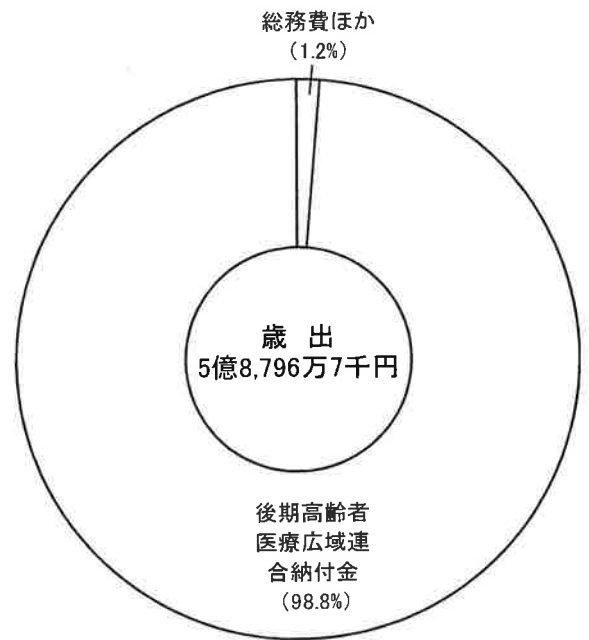 総務費ほか
(1.2%)
歳 出
5億8,796万7千円
後期高齢者
医療広域連
合納付金
(98.8%)